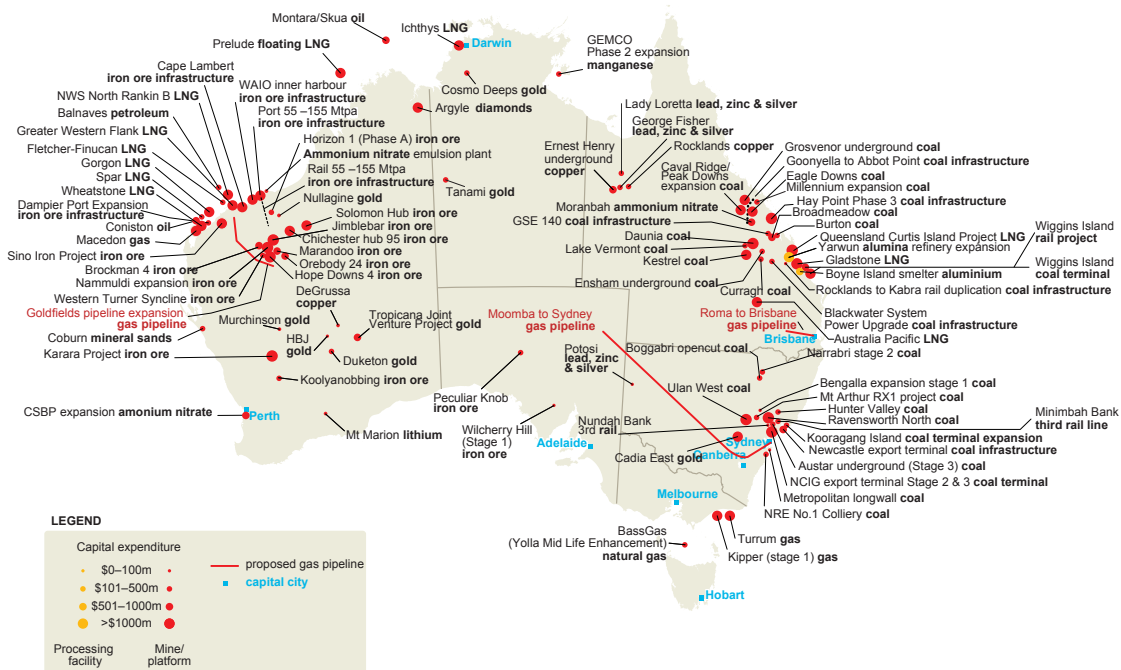 Montara/Skua oil
Ichthys LNG
Darwin
Prelude floating LNG
GEMCO
Phase 2 expansion
manganese
Cape Lambert
iron ore infrastructure
WAIO inner harbour
iron ore infrastructure
NWS North Rankin B LNG
Port 55 –155 Mtpa
iron ore infrastructure
Balnaves petroleum
Cosmo Deeps gold
Argyle diamonds
Greater Western Flank LNG
Horizon 1 (Phase A) iron ore
Fletcher-Finucan LNG
Ammonium nitrate emulsion plant
Gorgon LNG
Rail 55 –155 Mtpa
iron ore infrastructure
Spar LNG
Wheatstone LNG
Nullagine gold
Tanami gold
Dampier Port Expansion
iron ore infrastructure
Solomon Hub iron ore
Coniston oil
Jimblebar iron ore
Macedon gas
Chichester hub 95 iron ore
Sino Iron Project iron ore
Marandoo iron ore
Brockman 4 iron ore
Orebody 24 iron ore
Nammuldi expansion iron ore
Hope Downs 4 iron ore
Western Turner Syncline iron ore
DeGrussa
copper
Goldfields pipeline expansion
gas pipeline
Murchinson gold
Tropicana Joint
Venture Project gold
Coburn mineral sands
HBJ
gold
Karara Project iron ore
Duketon gold
Koolyanobbing iron ore
CSBP expansion amonium nitrate
Perth
Mt Marion lithium
Lady Loretta lead, zinc & silver
George Fisher
lead, zinc & silver
Ernest Henry
underground
copper
Rocklands copper
Grosvenor underground coal
Caval Ridge/
Peak Downs
expansion coal
Goonyella to Abbot Point coal infrastructure
Eagle Downs coal
Millennium expansion coal
Moranbah ammonium nitrate
Hay Point Phase 3 coal infrastructure
GSE 140 coal infrastructure
Broadmeadow coal
Burton coal
Daunia coal
Queensland Curtis Island Project LNG
Wiggins Island
rail project
Lake Vermont coal
Yarwun alumina refinery expansion
Kestrel coal
Gladstone LNG
Wiggins Island
coal terminal
Boyne Island smelter aluminium
Ensham underground coal
Curragh coal
Rocklands to Kabra rail duplication coal infrastructure
Moomba to Sydney
gas pipeline
Roma to Brisbane
gas pipeline
Blackwater System
Power Upgrade coal infrastructure
Brisbane
Australia Pacific LNG
Potosi
lead, zinc
& silver
Boggabri opencut coal
Narrabri stage 2 coal
Peculiar Knob
iron ore
Ulan West coal
Bengalla expansion stage 1 coal
Mt Arthur RX1 project coal
Hunter Valley coal
Minimbah Bank
third rail line
Wilcherry Hill
(Stage 1)
iron ore
Nundah Bank
3rd rail
Ravensworth North coal
Adelaide
Sydney
Kooragang Island coal terminal expansion
Cadia East gold
Canberra
Newcastle export terminal coal infrastructure
Austar underground (Stage 3) coal
NCIG export terminal Stage 2 & 3 coal terminal
Melbourne
Metropolitan longwall coal
NRE No.1 Colliery coal
BassGas
(Yolla Mid Life Enhancement)
natural gas
Turrum gas
Kipper (stage 1) gas
Hobart
LEGEND
Capital expenditure
$0–100m
proposed gas pipeline
$101–500m
capital city
$501–1000m
>$1000m
Processing
facility
Mine/
platform